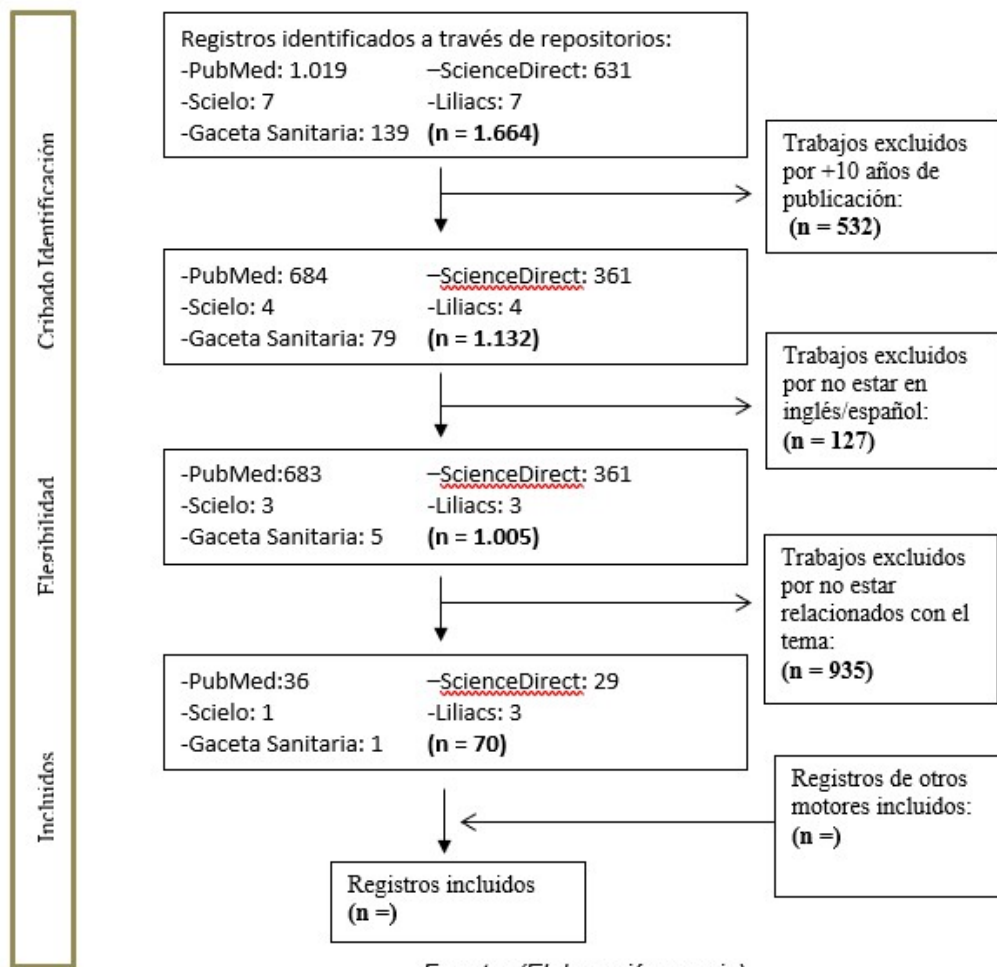 Registros identificados a través de repositorios:
-PubMed: 1.019 –ScienceDirect: 631
-Scielo: 7 -Liliacs: 7
-Gaceta Sanitaria: 139 (n = 1.664)
Trabajos excluidos
por +10 años de
publicación:
(n = 532)
Cribado Identificación
-PubMed: 684 –ScienceDirect: 361
-Scielo: 4 -Liliacs: 4
-Gaceta Sanitaria: 79 (n = 1.132)
Trabajos excluidos
por no estar en
inglés/español:
(n = 127)
Elegibilidad
-PubMed:683 –ScienceDirect: 361
-Scielo: 3 -Liliacs: 3
-Gaceta Sanitaria: 5 (n = 1.005)
Trabajos excluidos
por no estar
relacionados con el
tema:
(n = 935)
-PubMed:36 –ScienceDirect: 29
-Scielo: 1 -Liliacs: 3
-Gaceta Sanitaria: 1 (n = 70)
Incluidos
Registros de otros
motores incluidos:
(n =)
Registros incluidos
(n =)